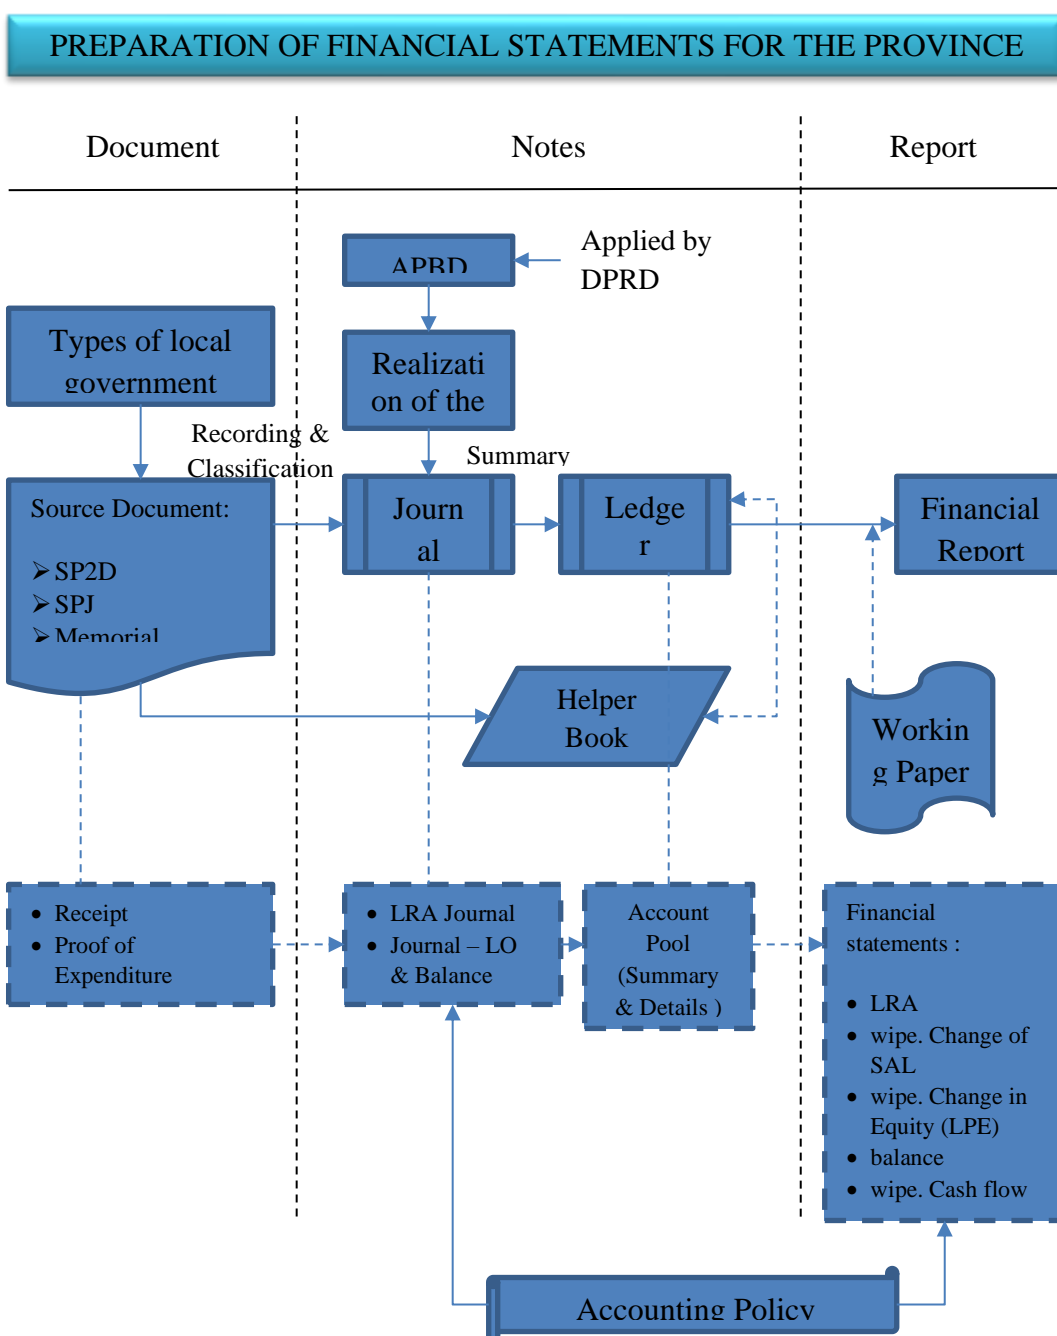 PREPARATION OF FINANCIAL STATEMENTS FOR THE PROVINCE
Document
Notes
Report
APBD
Applied by
DPRD
Types of local
government
Realizati
on of the
Recording &
Classification
Summary
Source Document:
➢ SP2D
➢ SPJ
➢ Memorial
Journ
al
Ledge
r
Financial
Report
Helper
Book
Workin
g Paper
• Receipt
• Proof of
Expenditure
• LRA Journal
• Journal – LO
& Balance
Account
Pool
(Summary
& Details )
Financial
statements :
• LRA
• wipe. Change of
SAL
• wipe. Change in
Equity (LPE)
• balance
• wipe. Cash flow
Accounting Policy